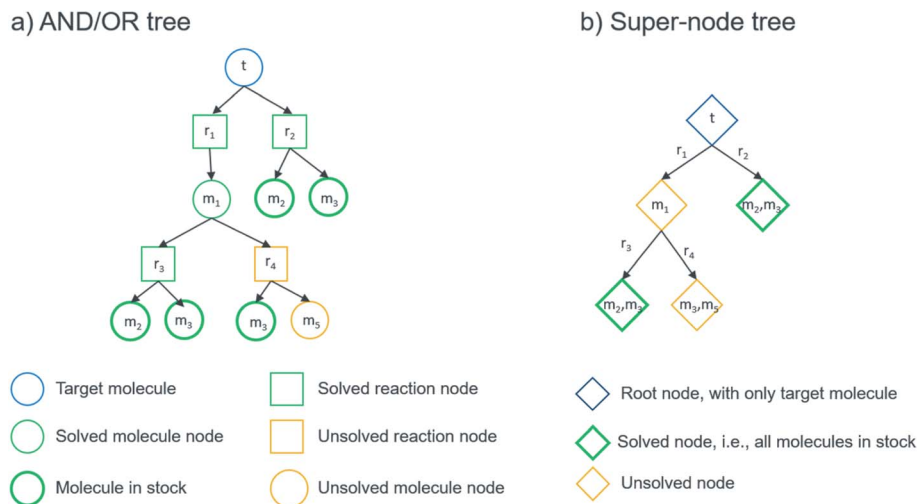 a) AND/OR tree
t
r₁
r₂
m₁
m₂
m₃
r₃
r₄
m₂
m₃
m₃
m₅
Target molecule
Solved reaction node
Solved molecule node
Unsolved reaction node
Molecule in stock
Unsolved molecule node
b) Super-node tree
t
r₁
r₂
m₁
m₂,m₃
r₃
r₄
m₂,m₃
m₃,m₅
Root node, with only target molecule
Solved node, i.e., all molecules in stock
Unsolved node